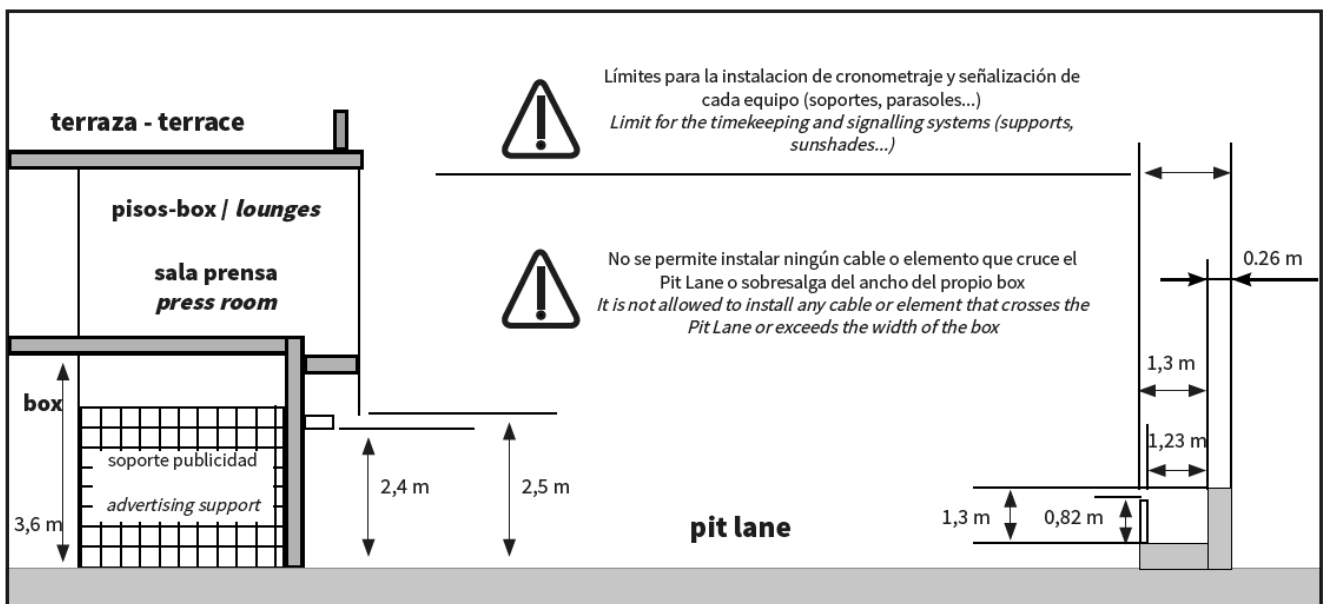 Límites para la instalacion de cronometraje y señalización de
cada equipo (soportes, parasoles...)
Limit for the timekeeping and signalling systems (supports,
sunshades...)
terraza - terrace
pisos-box / lounges
sala prensa
press room
No se permite instalar ningún cable o elemento que cruce el
Pit Lane o sobresalga del ancho del propio box
It is not allowed to install any cable or element that crosses the
Pit Lane or exceeds the width of the box
0.26 m
1,3 m
box
1,23 m
soporte publicidad
advertising support
3,6 m
2,4 m
2,5 m
pit lane
1,3 m
0,82 m